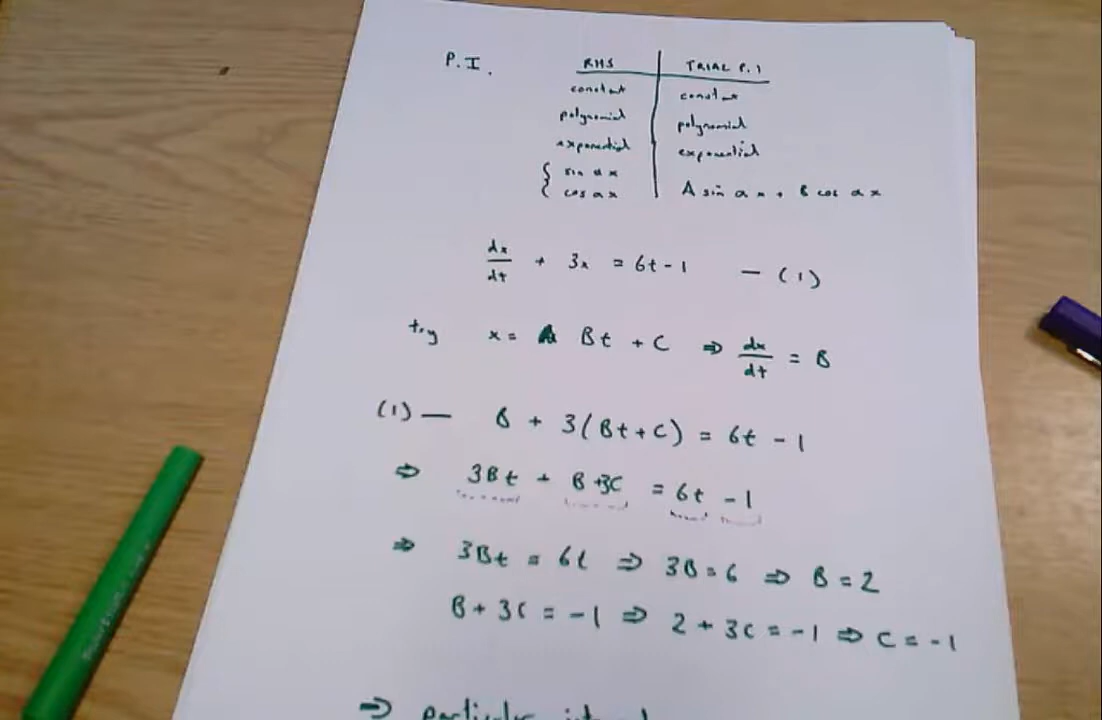 P.I. RHS | TRIAL P.I
constant | constant
polynomial | polynomial
exponential | exponential
{ sin ax
cos ax | A sin ax + B cos ax
dx/dt + 3x = 6t - 1 — (1)
try x = Bt + C ⇒ dx/dt = B
(1) — B + 3(Bt + C) = 6t - 1
⇒ 3Bt + B + 3C = 6t - 1
⇒ 3Bt = 6t ⇒ 3B = 6 ⇒ B = 2
B + 3C = -1 ⇒ 2 + 3C = -1 ⇒ C = -1
⇒ particular integral